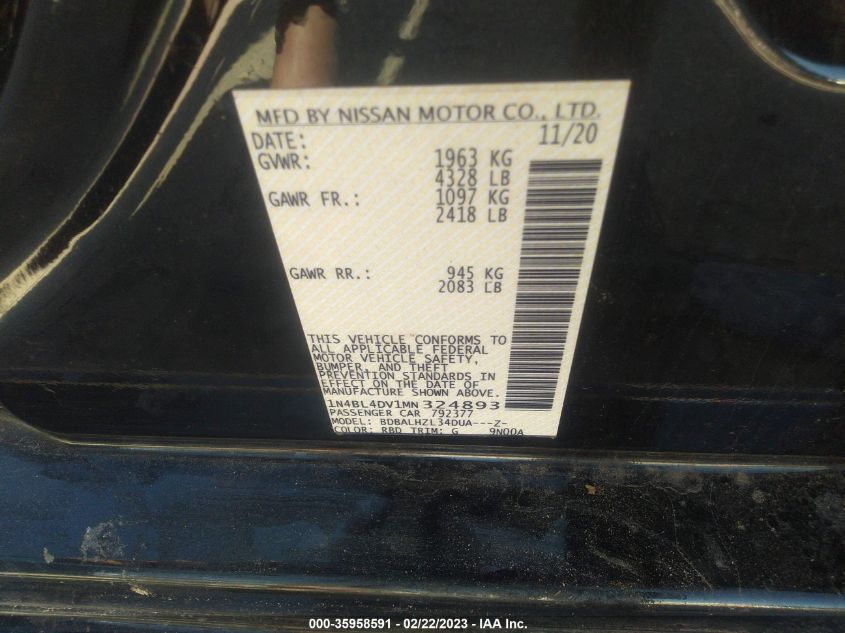 MFD BY NISSAN MOTOR CO., LTD.
DATE: 11/20
GVWR: 1963 KG
4328 LB
GAWR FR.: 1097 KG
2418 LB
GAWR RR.: 945 KG
2083 LB
THIS VEHICLE CONFORMS TO
ALL APPLICABLE FEDERAL
MOTOR VEHICLE SAFETY,
BUMPER, AND THEFT
PREVENTION STANDARDS IN
EFFECT ON THE DATE OF
MANUFACTURE SHOWN ABOVE.
1N4BL4DV1MN324893
PASSENGER CAR 792377
MODEL: BDBALHZL34DUA---Z-
COLOR: RBD TRIM: G 9N00A
000-35958591 - 02/22/2023 - IAA Inc.